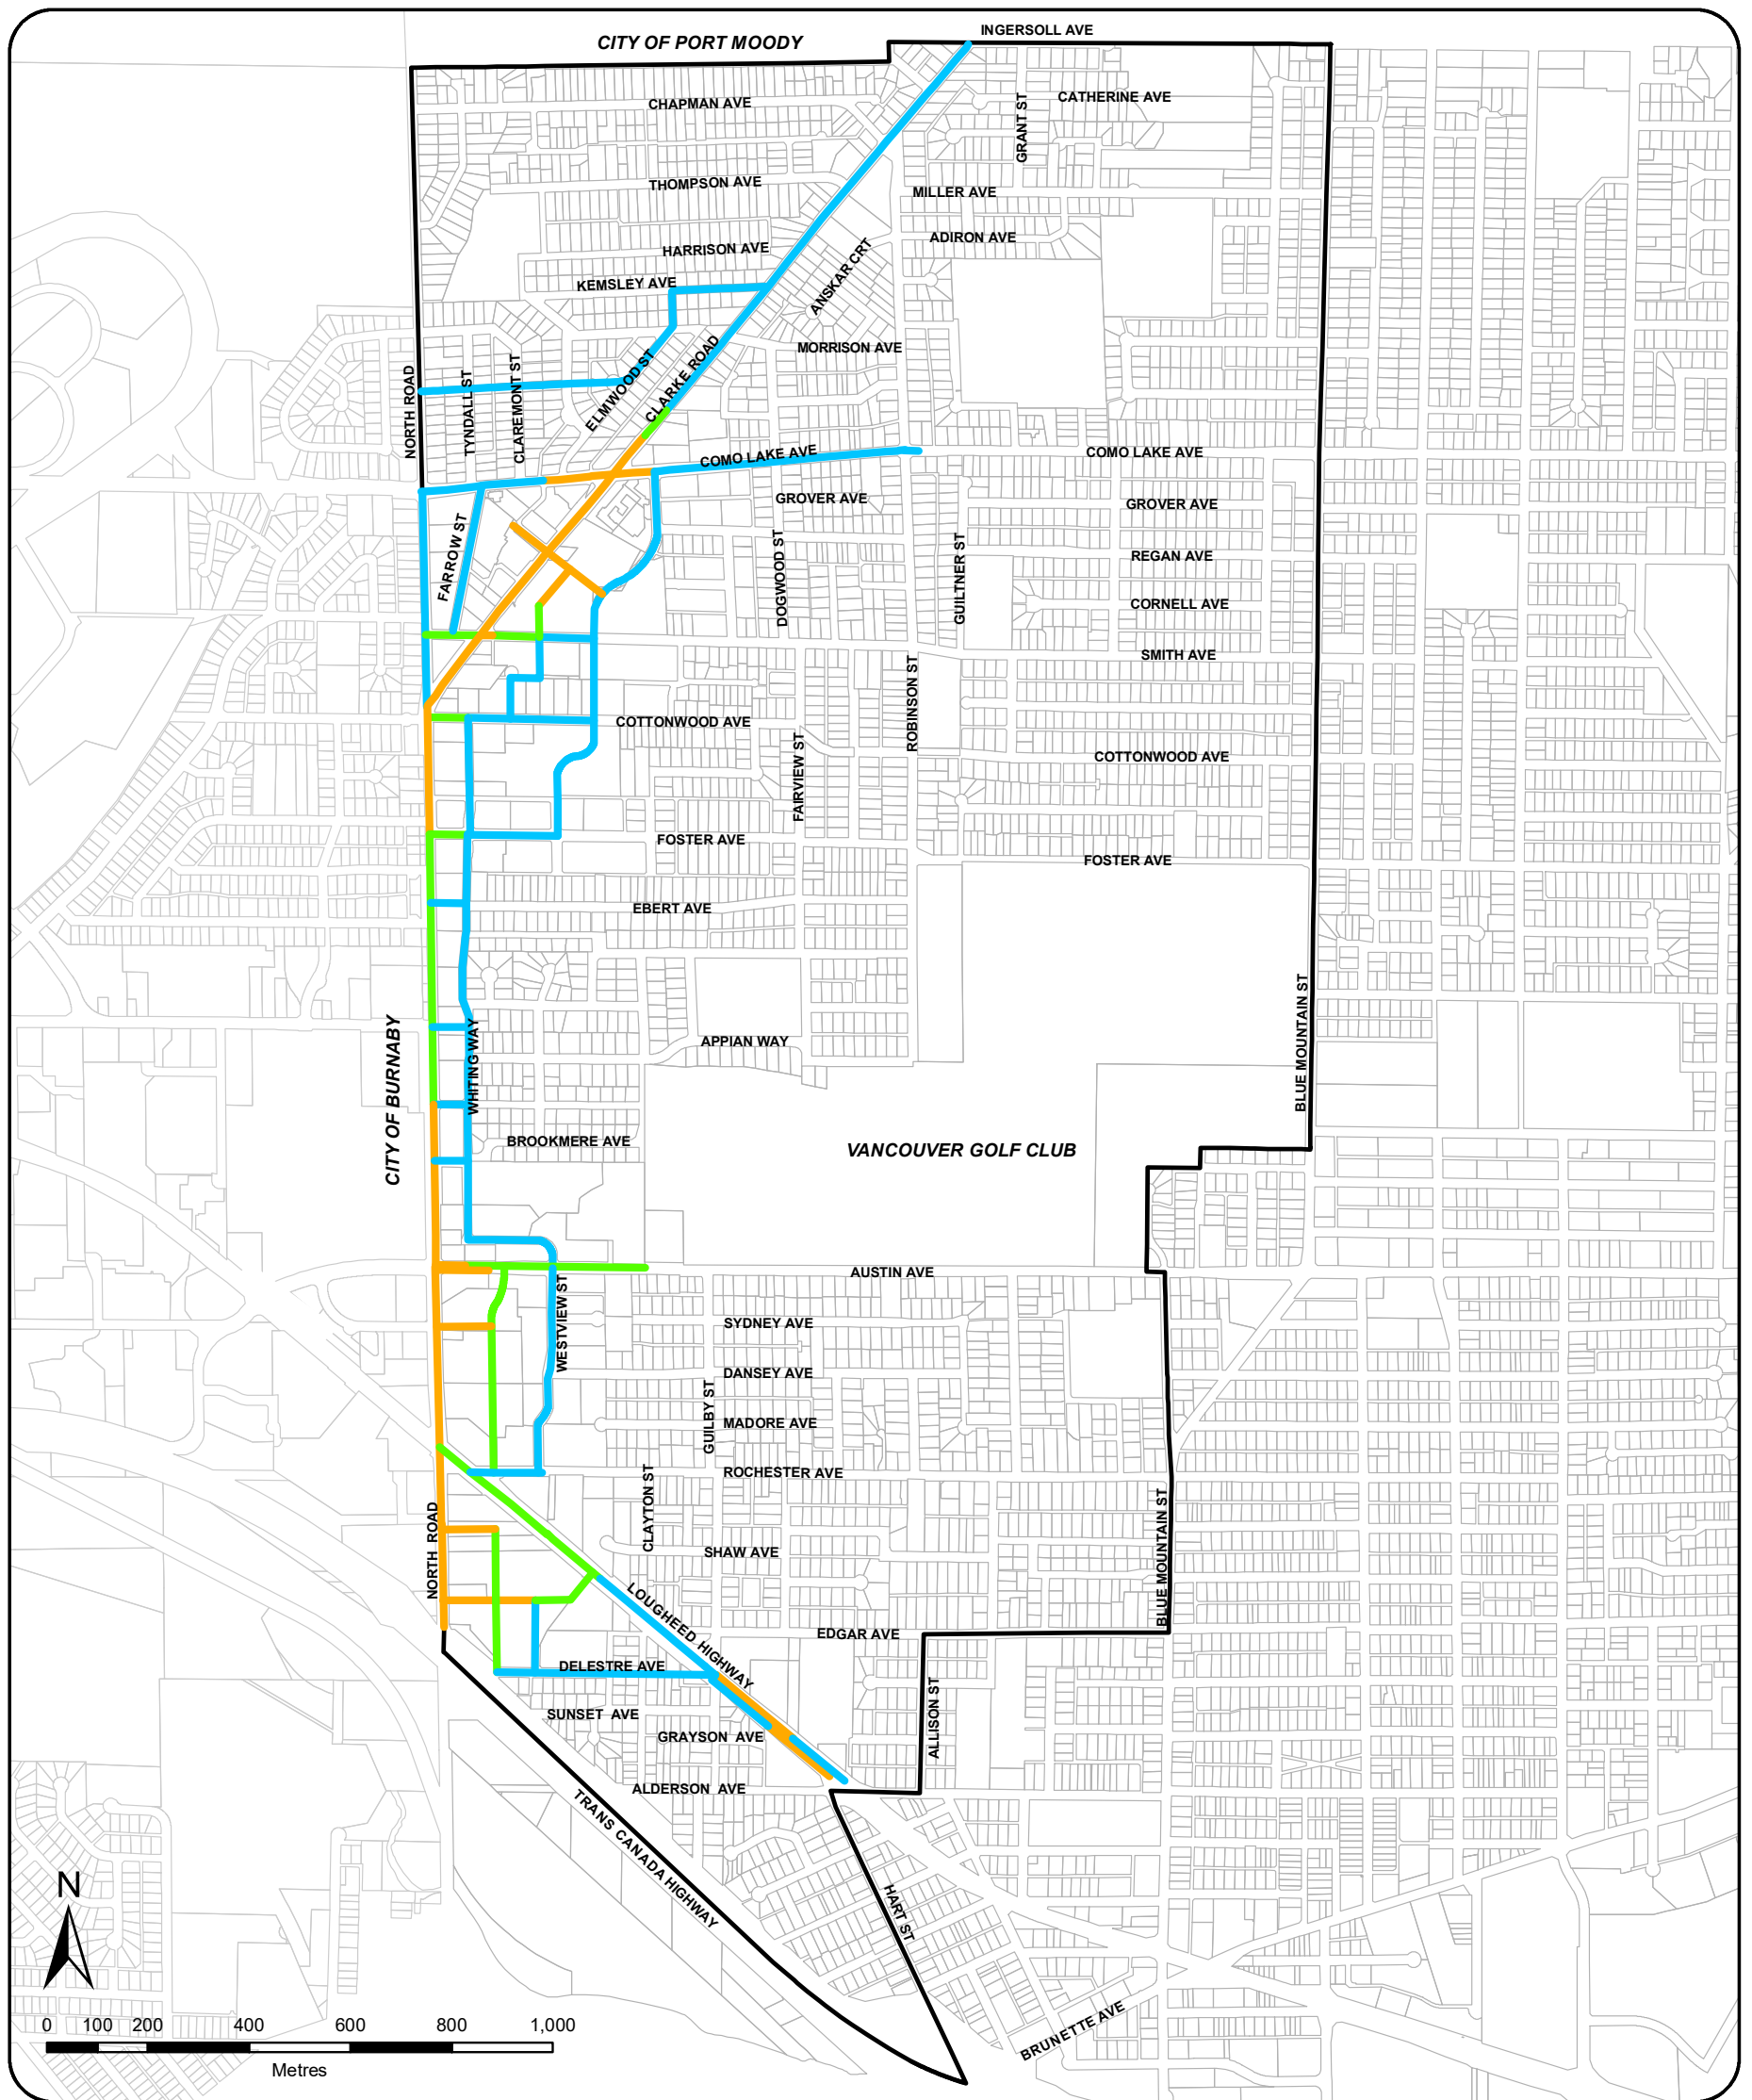 INGERSOLL AVE
CITY OF PORT MOODY
CHAPMAN AVE
CATHERINE AVE
GRANT ST
THOMPSON AVE
MILLER AVE
HARRISON AVE
ADIRON AVE
KEMSLEY AVE
ANSKAR CRT
MORRISON AVE
NORTH ROAD
TYNDALL ST
CLAREMONT ST
ELMWOOD ST
CLARKE ROAD
COMO LAKE AVE
COMO LAKE AVE
GROVER AVE
GROVER AVE
FARROW ST
DOGWOOD ST
GUILTNER ST
REGAN AVE
CORNELL AVE
SMITH AVE
ROBINSON ST
COTTONWOOD AVE
FAIRVIEW ST
COTTONWOOD AVE
FOSTER AVE
FOSTER AVE
EBERT AVE
BLUE MOUNTAIN ST
CITY OF BURNABY
WHITING WAY
APPIAN WAY
BROOKMERE AVE
VANCOUVER GOLF CLUB
AUSTIN AVE
WESTVIEW ST
SYDNEY AVE
DANSEY AVE
GUILBY ST
MADORE AVE
ROCHESTER AVE
NORTH ROAD
CLAYTON ST
SHAW AVE
BLUE MOUNTAIN ST
LOUGHEED HIGHWAY
EDGAR AVE
DELESTRE AVE
ALLISON ST
SUNSET AVE
GRAYSON AVE
ALDERSON AVE
TRANS CANADA HIGHWAY
HART ST
BRUNETTE AVE
N
0 100 200 400 600 800 1,000
Metres